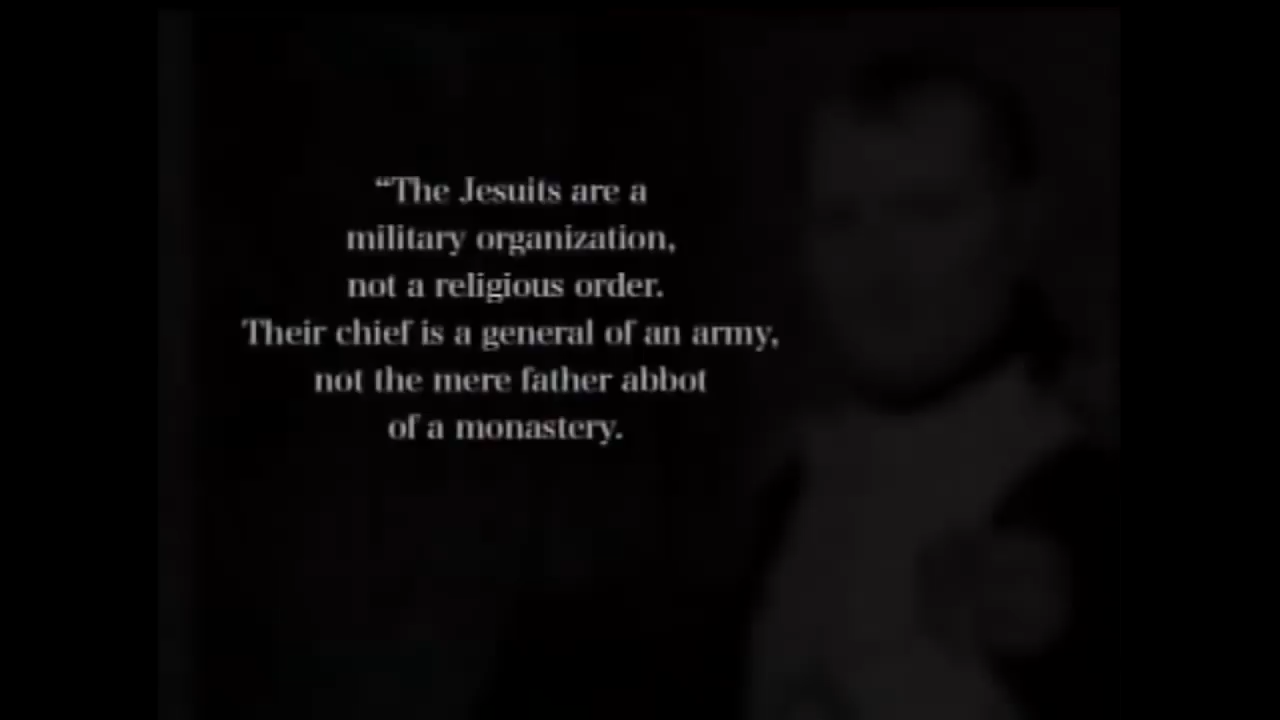 “The Jesuits are a
military organization,
not a religious order.
Their chief is a general of an army,
not the mere father abbot
of a monastery.